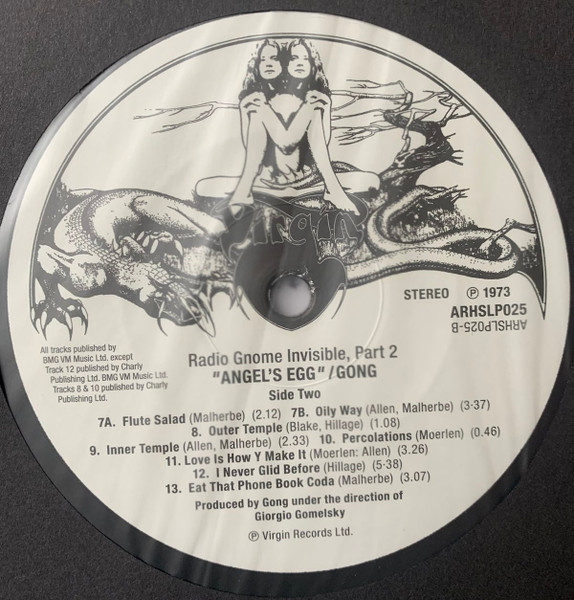 Virgin
STEREO Ⓟ 1973
ARHSLP025
ARHSLP025-B
All tracks published by
BMG VM Music Ltd. except
Track 12 published by Charly
Publishing Ltd. BMG VM Music Ltd.
Tracks 8 & 10 published by Charly
Publishing Ltd.
Radio Gnome Invisible, Part 2
"ANGEL'S EGG"/GONG
Side Two
7A. Flute Salad (Malherbe) (2.12) 7B. Oily Way (Allen, Malherbe) (3·37)
8. Outer Temple (Blake, Hillage) (1.08)
9. Inner Temple (Allen, Malherbe) (2.33) 10. Percolations (Moerlen) (0.46)
11. Love Is How Y Make It (Moerlen: Allen) (3.26)
12. I Never Glid Before (Hillage) (5·38)
13. Eat That Phone Book Coda (Malherbe) (3.07)
Produced by Gong under the direction of
Giorgio Gomelsky
Ⓟ Virgin Records Ltd.